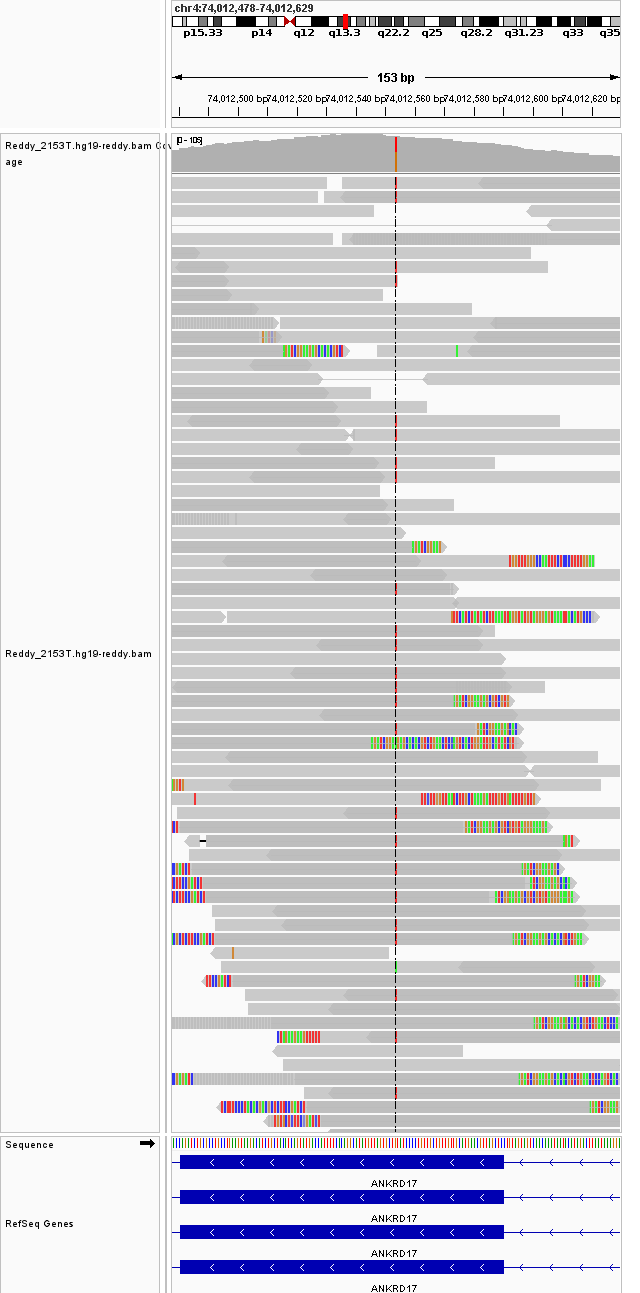 chr4:74,012,478-74,012,629
p15.33 p14 q12 q13.3 q22.2 q25 q28.2 q31.23 q33 q35
153 bp
74,012,500 bp 74,012,520 bp 74,012,540 bp 74,012,560 bp 74,012,580 bp 74,012,600 bp 74,012,620 bp
[0 - 106]
Reddy_2153T.hg19-reddy.bam Cov
age
Reddy_2153T.hg19-reddy.bam
Sequence
ANKRD17
ANKRD17
RefSeq Genes
ANKRD17
ANKRD17